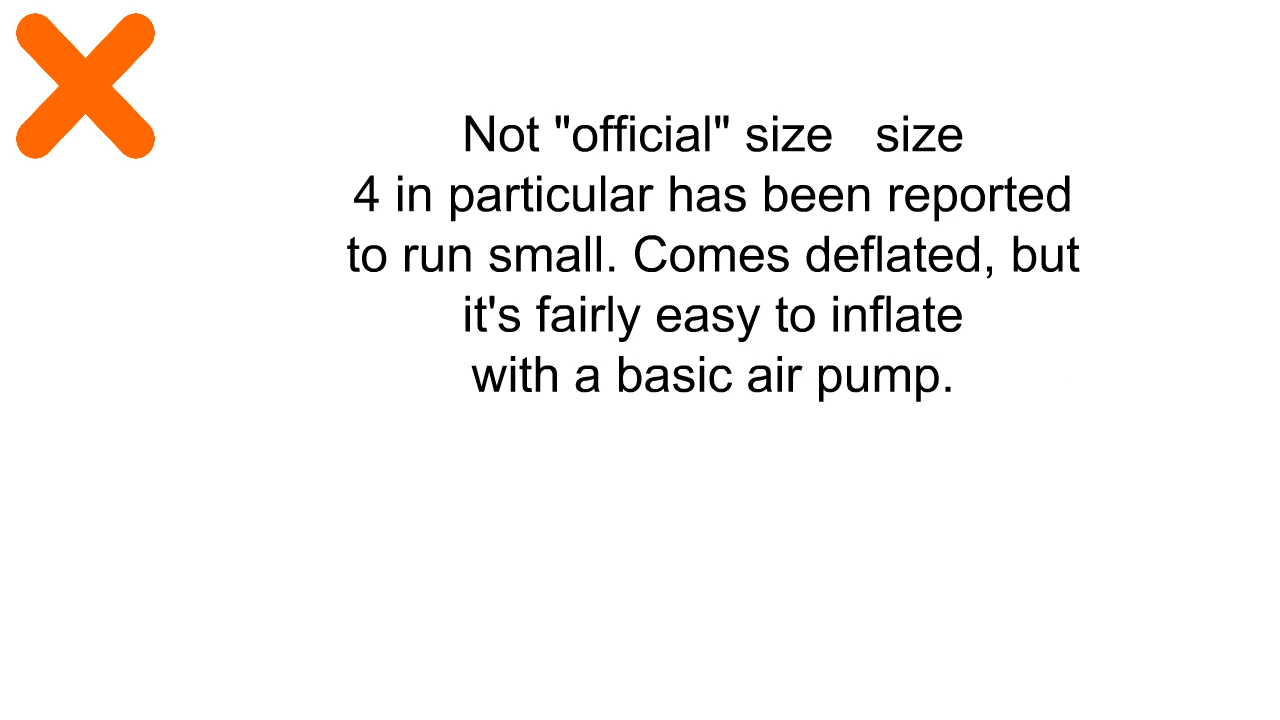 Not "official" size   size
4 in particular has been reported
to run small. Comes deflated, but
it's fairly easy to inflate
with a basic air pump.